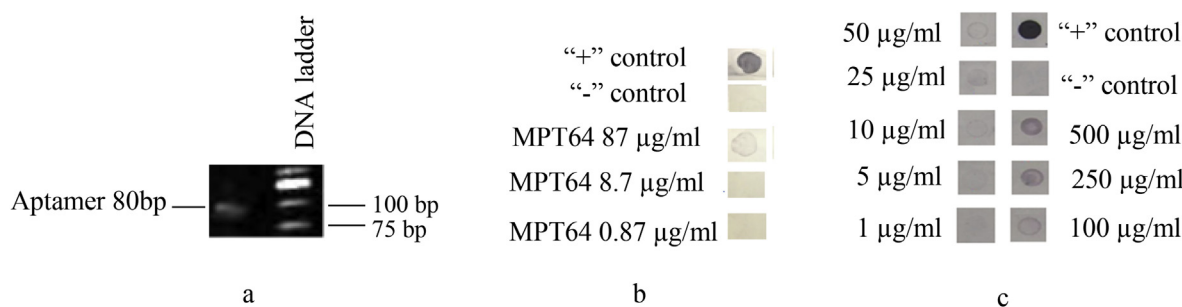 DNA ladder
Aptamer 80bp
100 bp
75 bp
a
“+” control
“-” control
MPT64 87 µg/ml
MPT64 8.7 µg/ml
MPT64 0.87 µg/ml
b
50 µg/ml “+” control
25 µg/ml “-” control
10 µg/ml 500 µg/ml
5 µg/ml 250 µg/ml
1 µg/ml 100 µg/ml
c